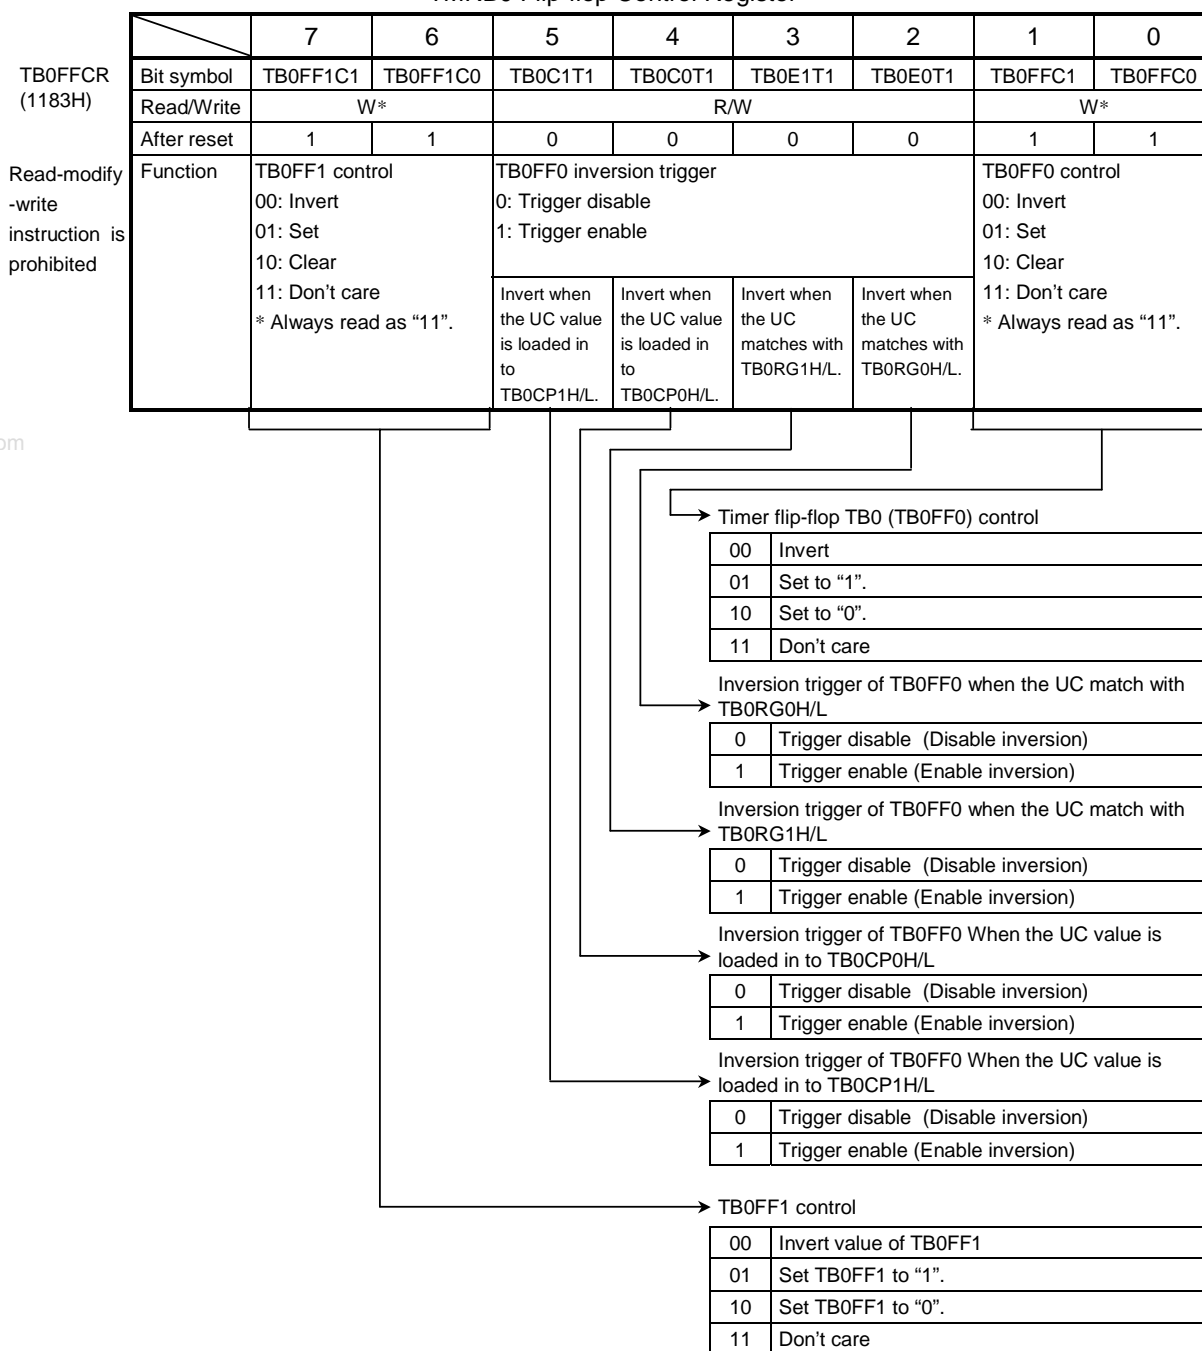 TMRB0 Flip-flop Control Register
7 6 5 4 3 2 1 0
TB0FFCR
(1183H)
Bit symbol TB0FF1C1 TB0FF1C0 TB0C1T1 TB0C0T1 TB0E1T1 TB0E0T1 TB0FFC1 TB0FFC0
Read/Write W* R/W W*
After reset 1 1 0 0 0 0 1 1
Read-modify
-write
instruction is
prohibited
Function
TB0FF1 control
00: Invert
01: Set
10: Clear
11: Don't care
* Always read as “11”.
TB0FF0 inversion trigger
0: Trigger disable
1: Trigger enable
Invert when
the UC value
is loaded in
to
TB0CP1H/L.
Invert when
the UC value
is loaded in
to
TB0CP0H/L.
Invert when
the UC
matches with
TB0RG1H/L.
Invert when
the UC
matches with
TB0RG0H/L.
TB0FF0 control
00: Invert
01: Set
10: Clear
11: Don't care
* Always read as “11”.
om
Timer flip-flop TB0 (TB0FF0) control
00 Invert
01 Set to “1”.
10 Set to “0”.
11 Don't care
Inversion trigger of TB0FF0 when the UC match with
TB0RG0H/L
0 Trigger disable (Disable inversion)
1 Trigger enable (Enable inversion)
Inversion trigger of TB0FF0 when the UC match with
TB0RG1H/L
0 Trigger disable (Disable inversion)
1 Trigger enable (Enable inversion)
Inversion trigger of TB0FF0 When the UC value is
loaded in to TB0CP0H/L
0 Trigger disable (Disable inversion)
1 Trigger enable (Enable inversion)
Inversion trigger of TB0FF0 When the UC value is
loaded in to TB0CP1H/L
0 Trigger disable (Disable inversion)
1 Trigger enable (Enable inversion)
TB0FF1 control
00 Invert value of TB0FF1
01 Set TB0FF1 to “1”.
10 Set TB0FF1 to “0”.
11 Don't care